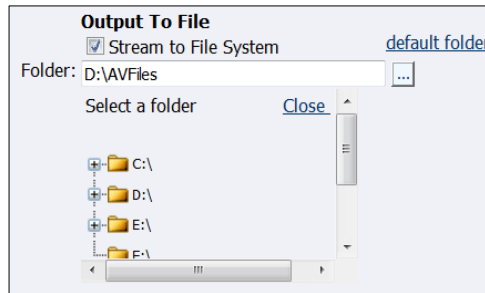 Output To File
Stream to File System default folder
Folder: D:\AVFiles ...
Select a folder Close
C:\
D:\
E:\
F:\